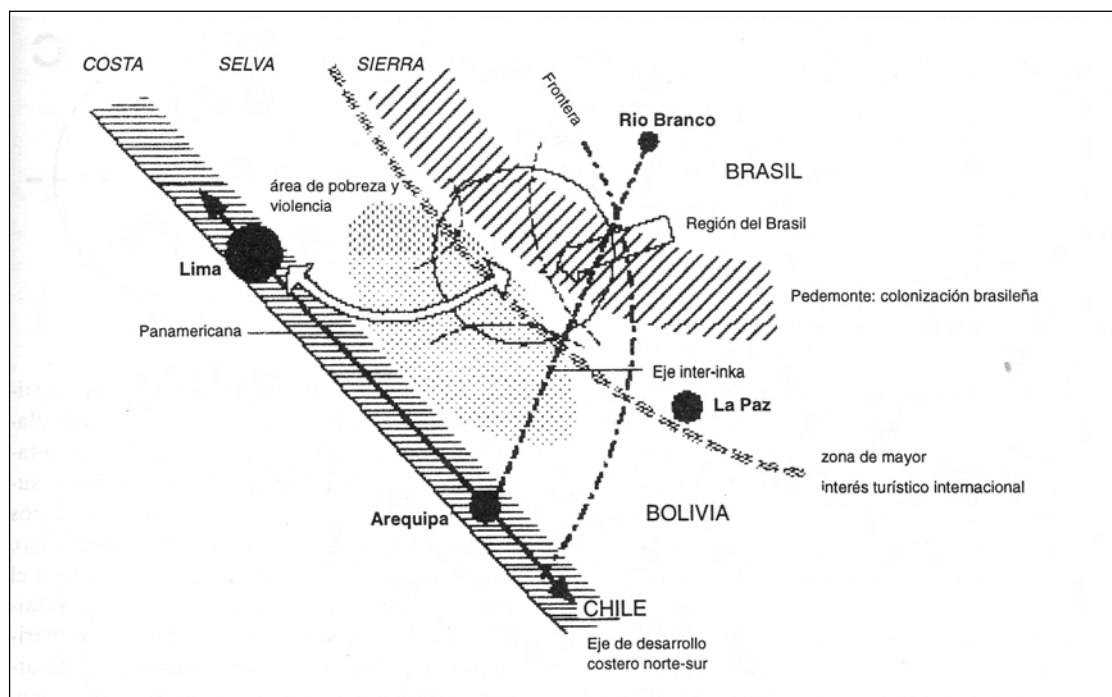 COSTA
SELVA
SIERRA
Frontera
Rio Branco
BRASIL
área de pobreza y
violencia
Región del Brasil
Lima
Pedemonte: colonización brasileña
Panamericana
Eje inter-inka
La Paz
zona de mayor
interés turístico internacional
Arequipa
BOLIVIA
CHILE
Eje de desarrollo
costero norte-sur